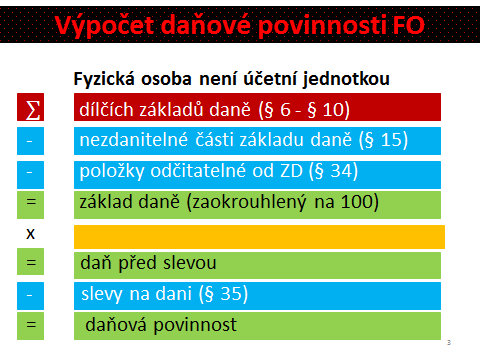 Výpočet daňové povinnosti FO
Fyzická osoba není účetní jednotkou
∑ dílčích základů daně (§ 6 - § 10)
- nezdanitelné části základu daně (§ 15)
- položky odčitatelné od ZD (§ 34)
= základ daně (zaokrouhlený na 100)
x
= daň před slevou
- slevy na dani (§ 35)
= daňová povinnost
3